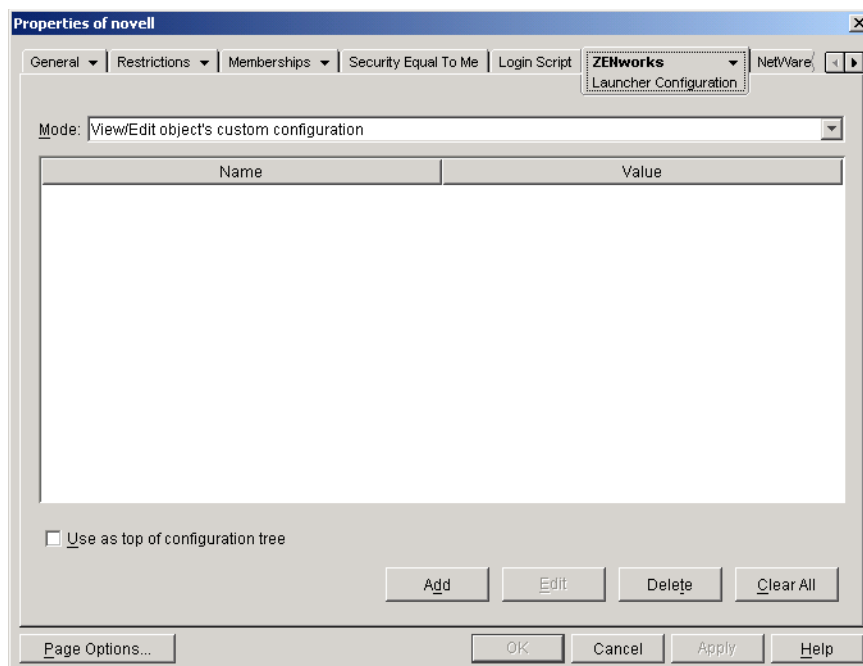 Properties of novell
General Restrictions Memberships Security Equal To Me Login Script ZENworks NetWare
Launcher Configuration
Mode: View/Edit object's custom configuration
Name Value
Use as top of configuration tree
Add Edit Delete Clear All
Page Options... OK Cancel Apply Help